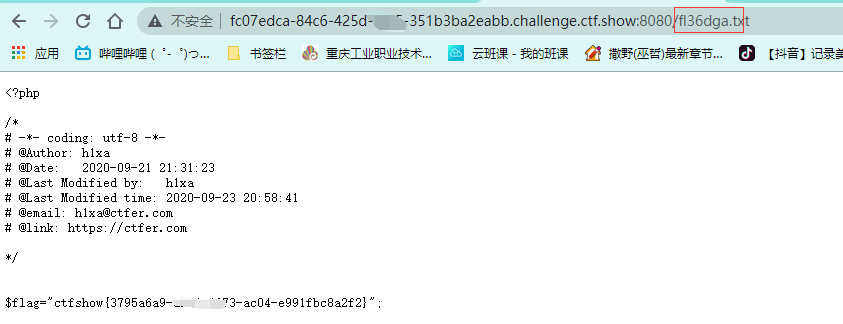 不安全 fc07edca-84c6-425d- -351b3ba2eabb.challenge.ctf.show:8080/fl36dga.txt
应用 哔哩哔哩 ( ゜- ゜)つ... 书签栏 重庆工业职业技术... 云班课 - 我的班课 撒野(巫哲)最新章节... 【抖音】记录美
<?php
/*
# -*- coding: utf-8 -*-
# @Author: h1xa
# @Date:   2020-09-21 21:31:23
# @Last Modified by:   h1xa
# @Last Modified time: 2020-09-23 20:58:41
# @email: h1xa@ctfer.com
# @link: https://ctfer.com
*/
$flag="ctfshow{3795a6a9- 73-ac04-e991fbc8a2f2}";